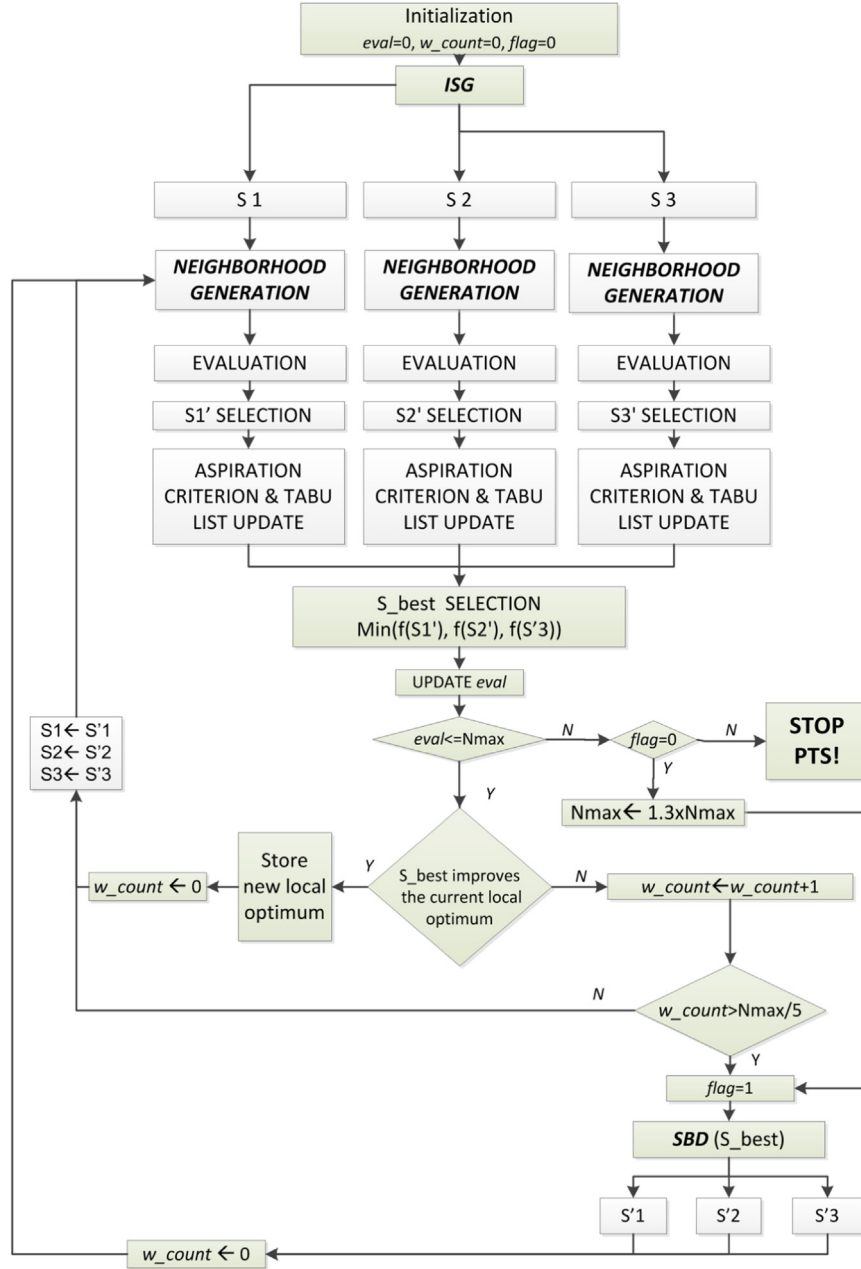 Initialization
eval=0, w_count=0, flag=0
ISG
S 1
S 2
S 3
NEIGHBORHOOD
GENERATION
NEIGHBORHOOD
GENERATION
NEIGHBORHOOD
GENERATION
EVALUATION
EVALUATION
EVALUATION
S1' SELECTION
S2' SELECTION
S3' SELECTION
ASPIRATION
CRITERION & TABU
LIST UPDATE
ASPIRATION
CRITERION & TABU
LIST UPDATE
ASPIRATION
CRITERION & TABU
LIST UPDATE
S_best SELECTION
Min(f(S1'), f(S2'), f(S'3))
UPDATE eval
eval<=Nmax
N
flag=0
N
STOP
PTS!
Y
Y
Nmax← 1.3xNmax
S1← S'1
S2← S'2
S3← S'3
S_best improves
the current local
optimum
Y
Store
new local
optimum
w_count ← 0
N
w_count←w_count+1
w_count>Nmax/5
N
Y
flag=1
SBD (S_best)
S'1
S'2
S'3
w_count ← 0